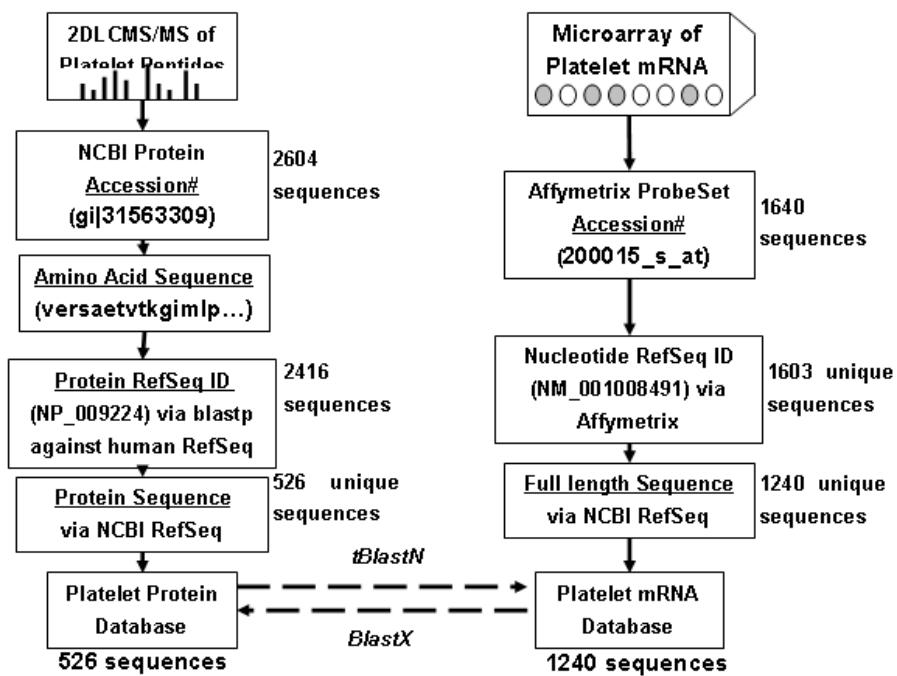 2DLCMS/MS of
Platelet Peptides
NCBI Protein
Accession#
(gi|31563309)
2604
sequences
Amino Acid Sequence
(versaetvtkgimlp...)
Protein RefSeq ID
(NP_009224) via blastp
against human RefSeq
2416
sequences
Protein Sequence
via NCBI RefSeq
526 unique
sequences
Platelet Protein
Database
526 sequences
tBlastN
BlastX
Microarray of
Platelet mRNA
Affymetrix ProbeSet
Accession#
(200015_s_at)
1640
sequences
Nucleotide RefSeq ID
(NM_001008491) via
Affymetrix
1603 unique
sequences
Full length Sequence
via NCBI RefSeq
1240 unique
sequences
Platelet mRNA
Database
1240 sequences